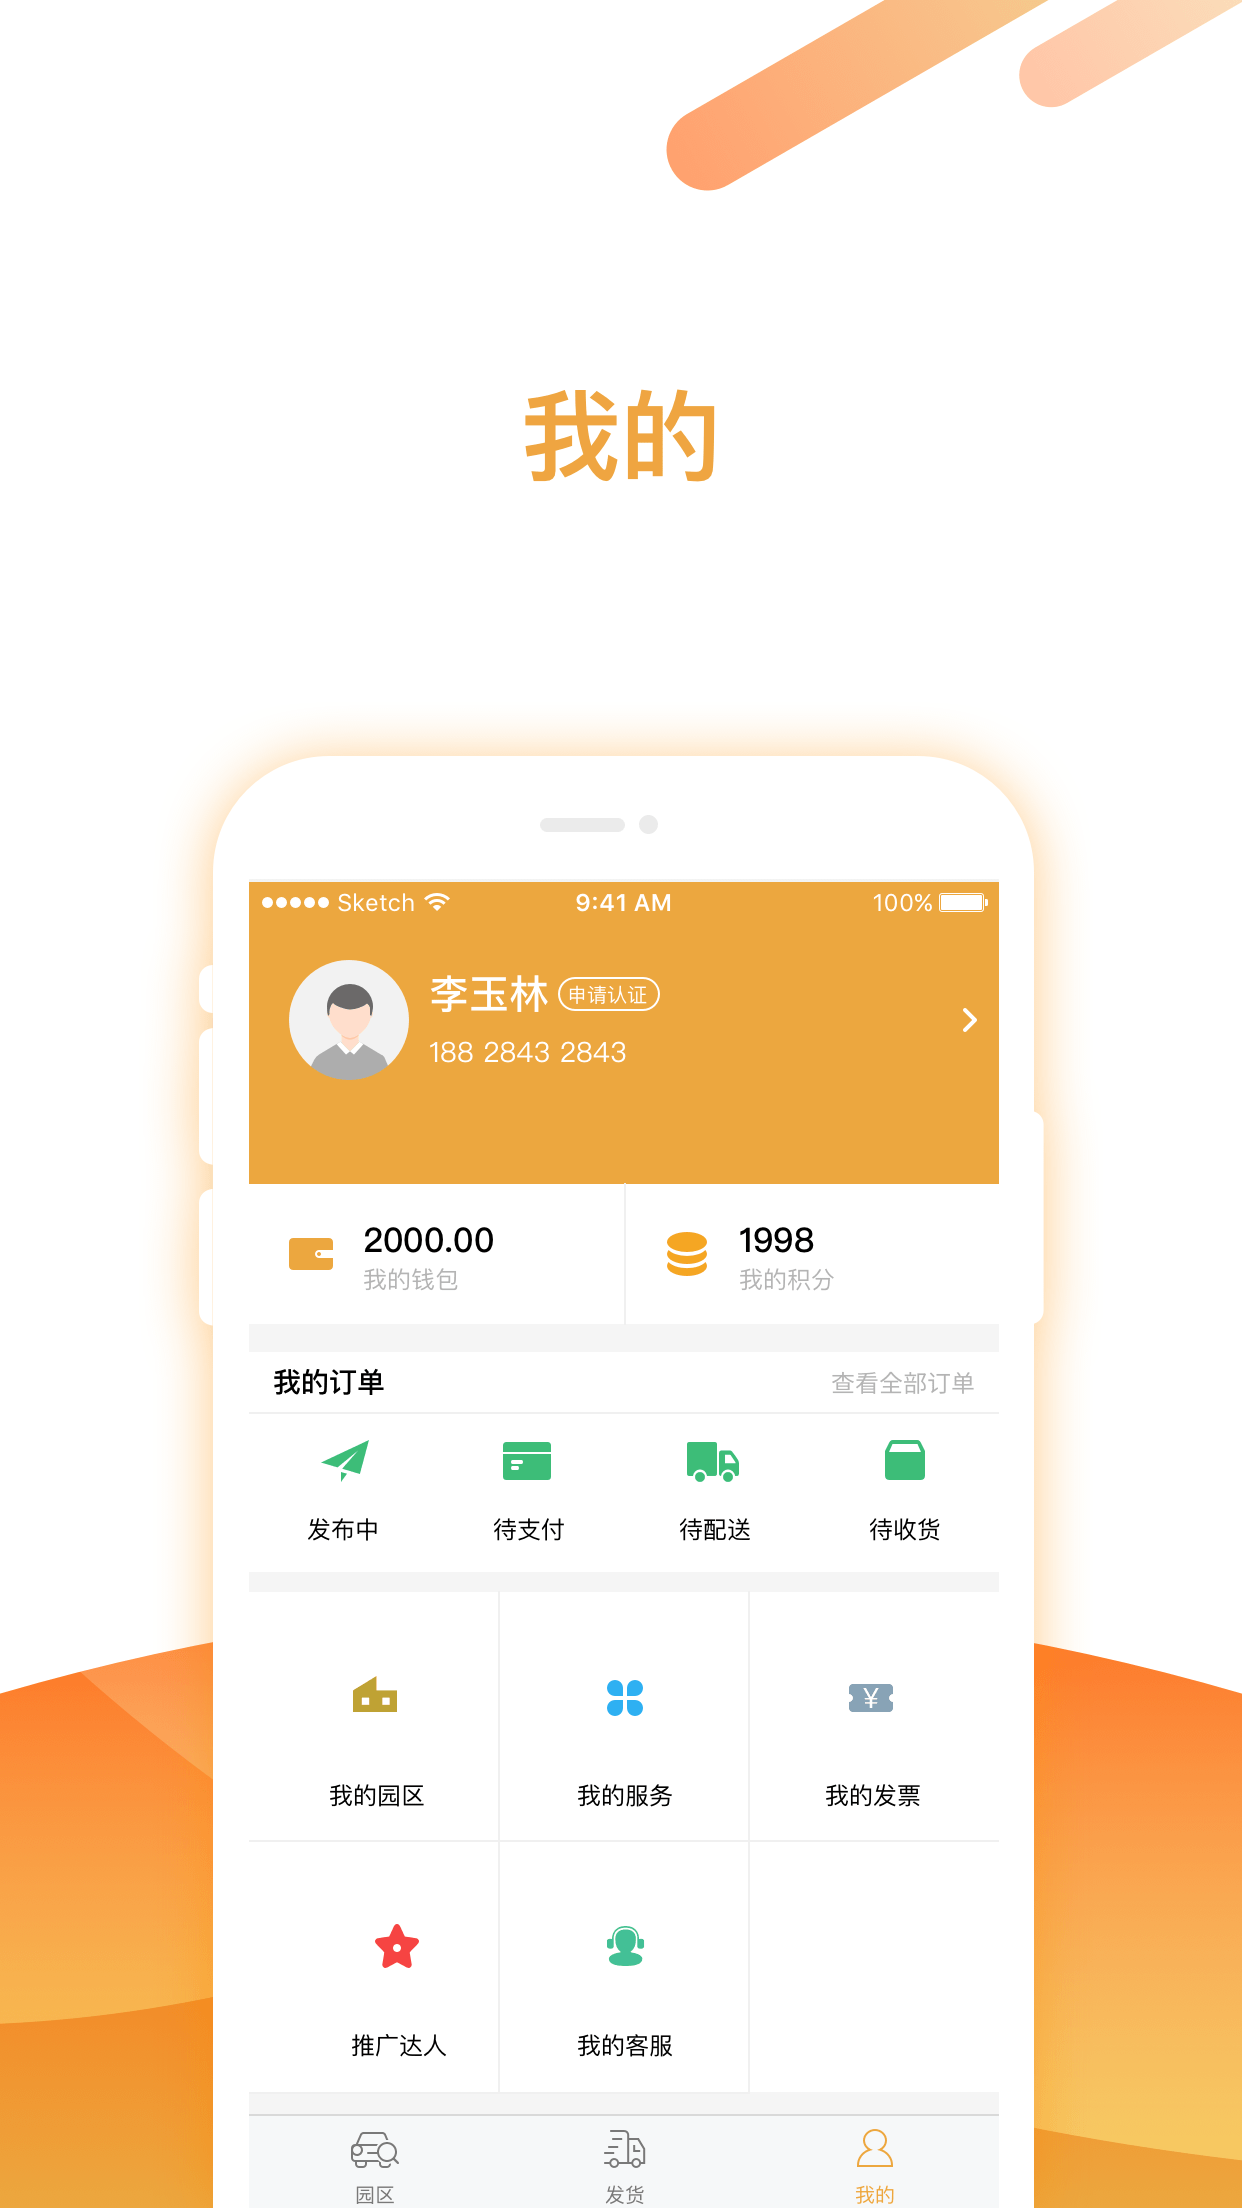 我的
Sketch 9:41 AM 100%
李玉林 申请认证
188 2843 2843
2000.00 1998
我的钱包 我的积分
我的订单 查看全部订单
发布中 待支付 待配送 待收货
¥
我的园区 我的服务 我的发票
推广达人 我的客服
园区 发货 我的